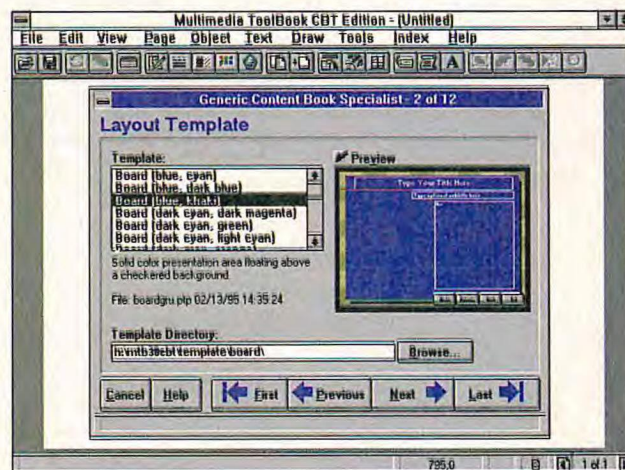 Multimedia ToolBook CBT Edition - (Untitled)
File Edit View Page Object Text Draw Tools Index Help
Generic Content Book Specialist - 2 of 12
Layout Template
Template:
Board (blue, cyan)
Board (blue, dark blue)
Board (blue, khaki)
Board (dark cyan, dark magenta)
Board (dark cyan, green)
Board (dark cyan, light cyan)
Preview
Type Your Title Here
Solid color presentation area floating above
a checkered background.
File: boardgru.ptp 02/13/95 14:35:24
Template Directory:
h:\mtb30cbt\template\board\
Browse...
Cancel Help First Previous Next Last
795,0 1 of 1